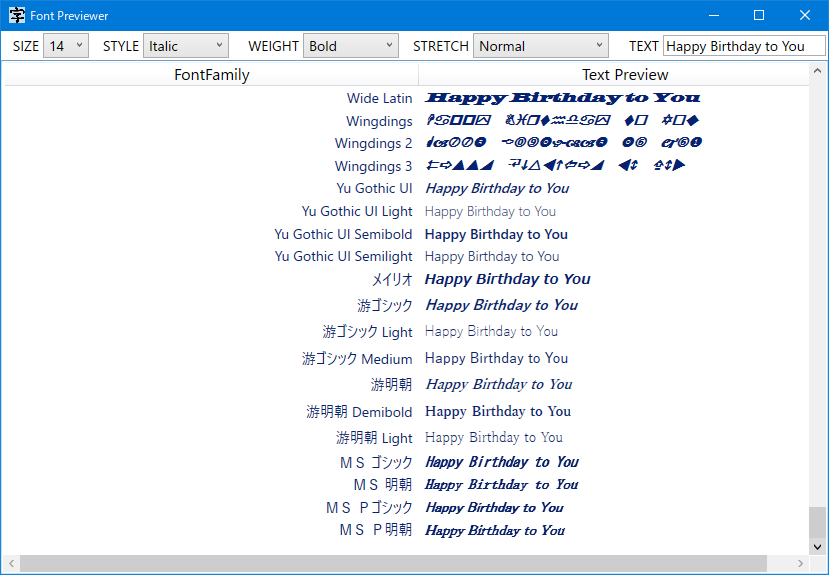 字 Font Previewer
SIZE 14 STYLE Italic WEIGHT Bold STRETCH Normal TEXT Happy Birthday to You
FontFamily Text Preview
Wide Latin Happy Birthday to You
Wingdings
Wingdings 2
Wingdings 3
Yu Gothic UI Happy Birthday to You
Yu Gothic UI Light Happy Birthday to You
Yu Gothic UI Semibold Happy Birthday to You
Yu Gothic UI Semilight Happy Birthday to You
メイリオ Happy Birthday to You
游ゴシック Happy Birthday to You
游ゴシック Light Happy Birthday to You
游ゴシック Medium Happy Birthday to You
游明朝 Happy Birthday to You
游明朝 Demibold Happy Birthday to You
游明朝 Light Happy Birthday to You
ＭＳ ゴシック Happy Birthday to You
ＭＳ 明朝 Happy Birthday to You
ＭＳ Ｐゴシック Happy Birthday to You
ＭＳ Ｐ明朝 Happy Birthday to You